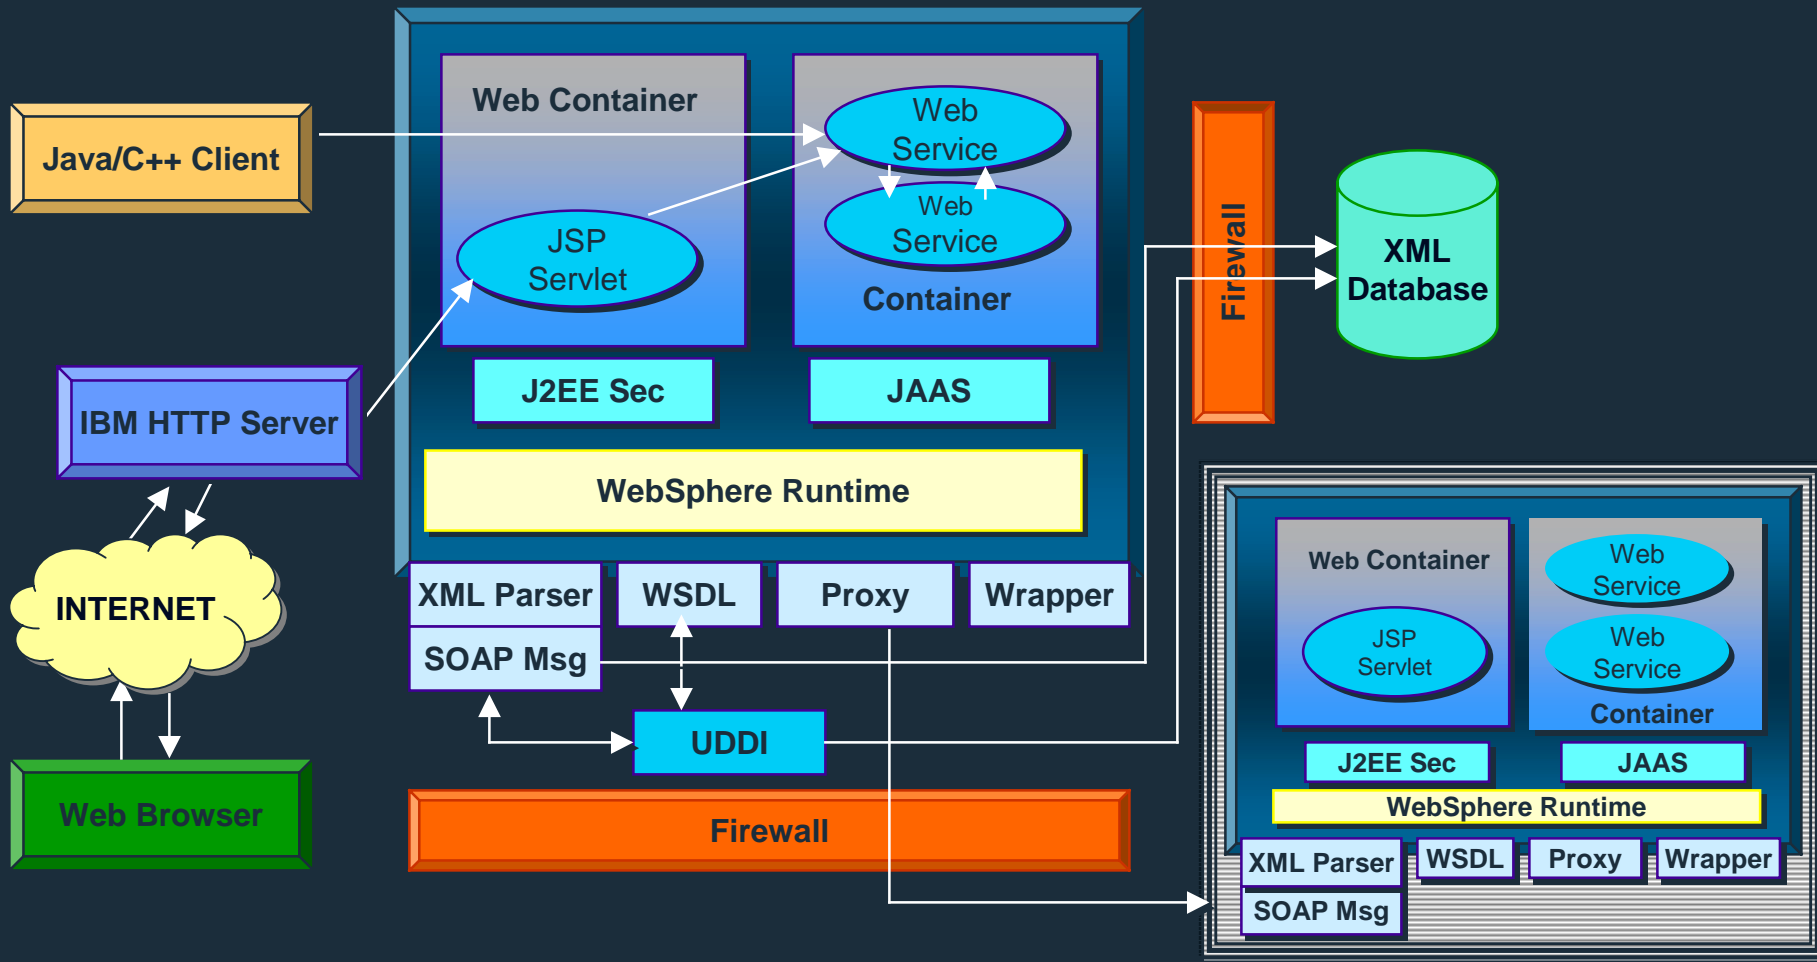 Java/C++ Client
IBM HTTP Server
INTERNET
Web Browser
Web Container
JSP
Servlet
Web
Service
Web
Service
Container
J2EE Sec
JAAS
WebSphere Runtime
XML Parser
WSDL
Proxy
Wrapper
SOAP Msg
UDDI
Firewall
Firewall
XML
Database
Web Container
JSP
Servlet
Web
Service
Web
Service
Container
J2EE Sec
JAAS
WebSphere Runtime
XML Parser
WSDL
Proxy
Wrapper
SOAP Msg